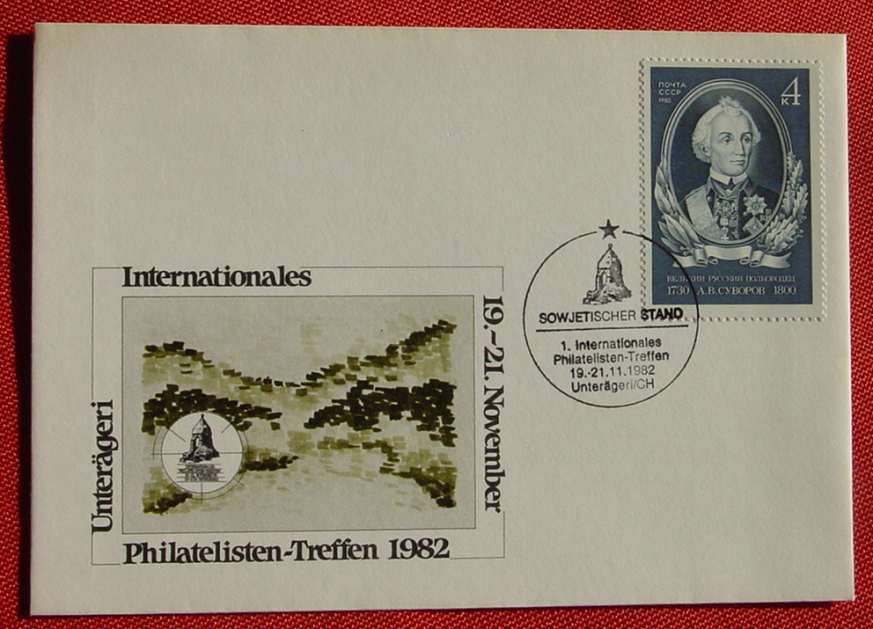 ПОЧТА
СССР
1980
4
К
ВЕЛИКИЙ РУССКИЙ ПОЛКОВОДЕЦ
1730 А.В.СУВОРОВ 1800
SOWJETISCHER STAND
1. Internationales
Philatelisten-Treffen
19.-21.11.1982
Unterägeri/CH
Internationales
19.-21. November
Unterägeri
Philatelisten-Treffen 1982